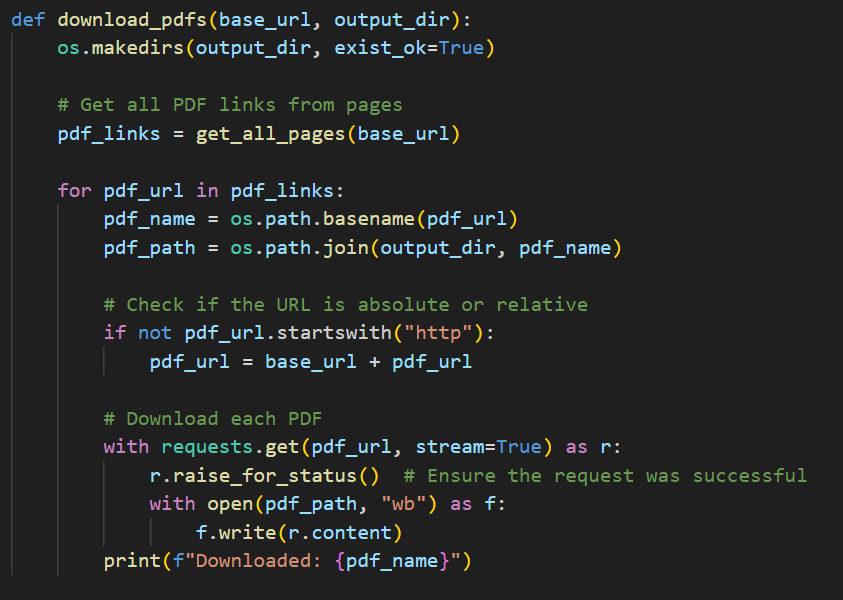 def download_pdfs(base_url, output_dir):
    os.makedirs(output_dir, exist_ok=True)

    # Get all PDF links from pages
    pdf_links = get_all_pages(base_url)

    for pdf_url in pdf_links:
        pdf_name = os.path.basename(pdf_url)
        pdf_path = os.path.join(output_dir, pdf_name)

        # Check if the URL is absolute or relative
        if not pdf_url.startswith("http"):
            pdf_url = base_url + pdf_url

        # Download each PDF
        with requests.get(pdf_url, stream=True) as r:
            r.raise_for_status()  # Ensure the request was successful
            with open(pdf_path, "wb") as f:
                f.write(r.content)
        print(f"Downloaded: {pdf_name}")